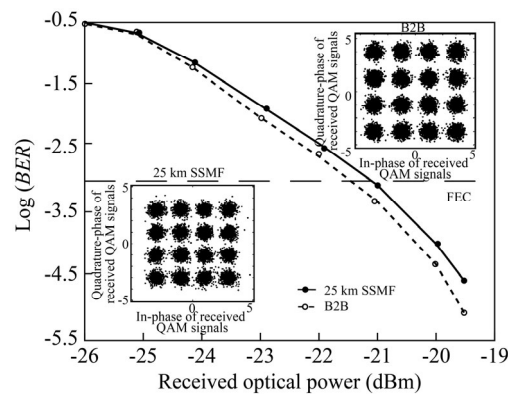 -0.5
-1.5
-2.5
-3.5
-4.5
-5.5
Log (BER)
-26
-25
-24
-23
-22
-21
-20
-19
Received optical power (dBm)
B2B
Quadrature-phase of
received QAM signals
5
0
-5
0
5
In-phase of received
QAM signals
FEC
25 km SSMF
Quadrature-phase of
received QAM signals
5
0
-5
0
5
In-phase of received
QAM signals
25 km SSMF
B2B